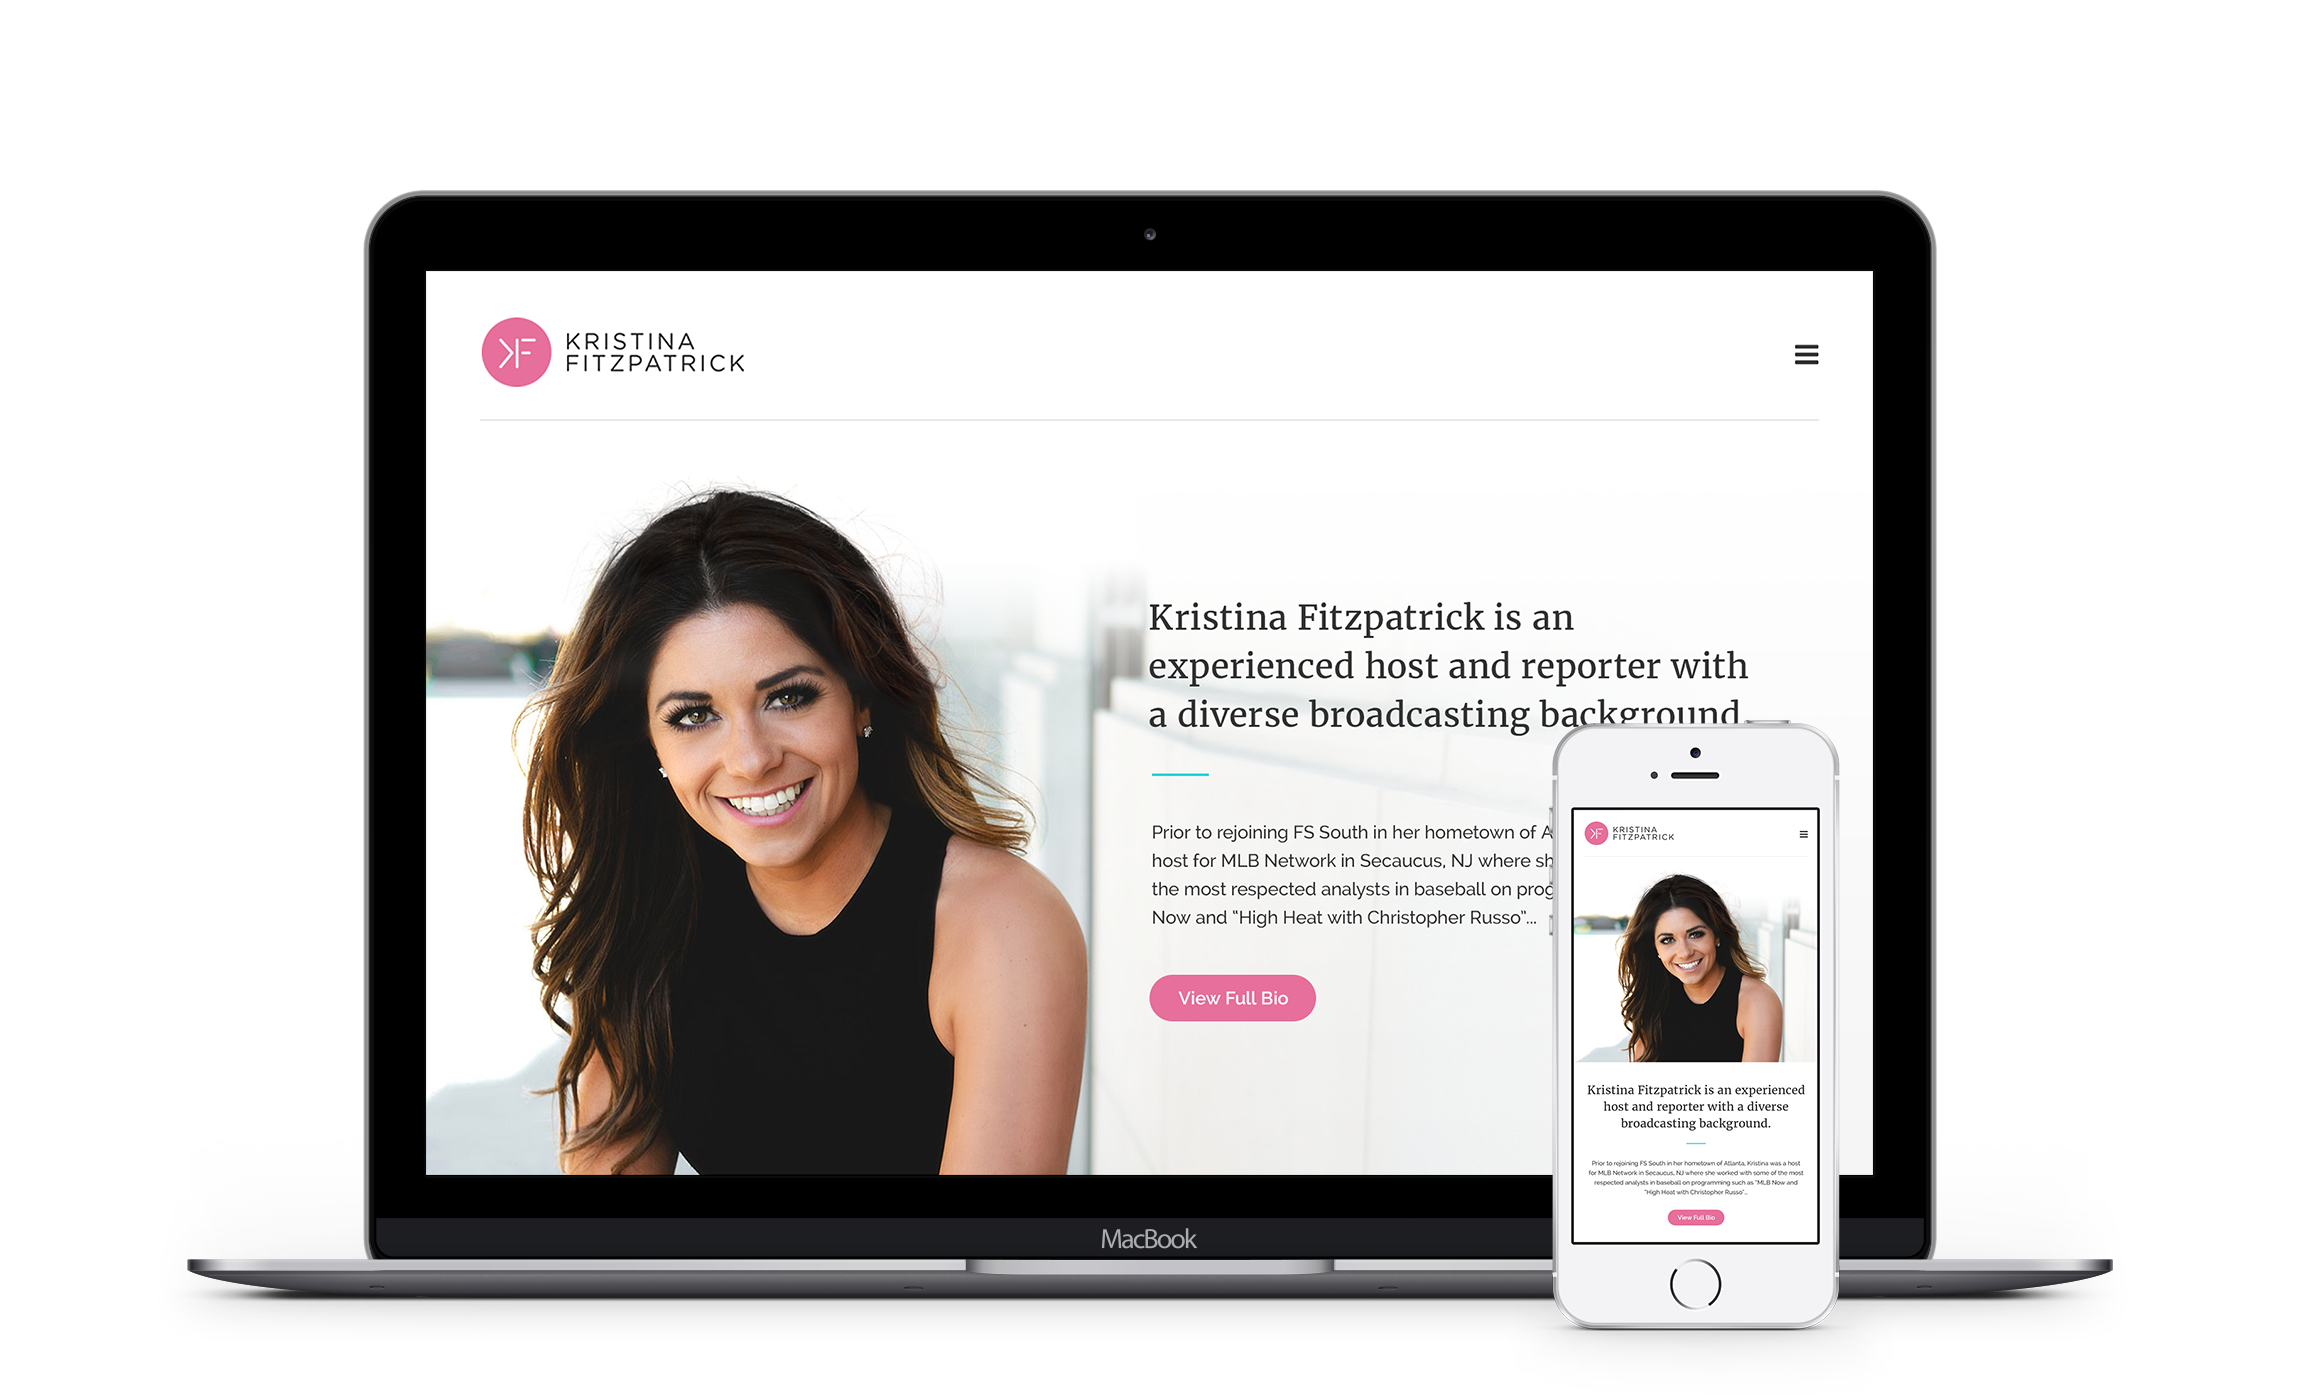 KF
KRISTINA
FITZPATRICK
Kristina Fitzpatrick is an
experienced host and reporter with
a diverse broadcasting background
Prior to rejoining FS South in her hometown of A
host for MLB Network in Secaucus, NJ where sh
the most respected analysts in baseball on prog
Now and “High Heat with Christopher Russo”...
View Full Bio
MacBook
KF
KRISTINA
FITZPATRICK
Kristina Fitzpatrick is an experienced
host and reporter with a diverse
broadcasting background.
Prior to rejoining FS South in her hometown of Atlanta, Kristina was a host
for MLB Network in Secaucus, NJ where she worked with some of the most
respected analysts in baseball on programming such as “MLB Now and
“High Heat with Christopher Russo”...
View Full Bio